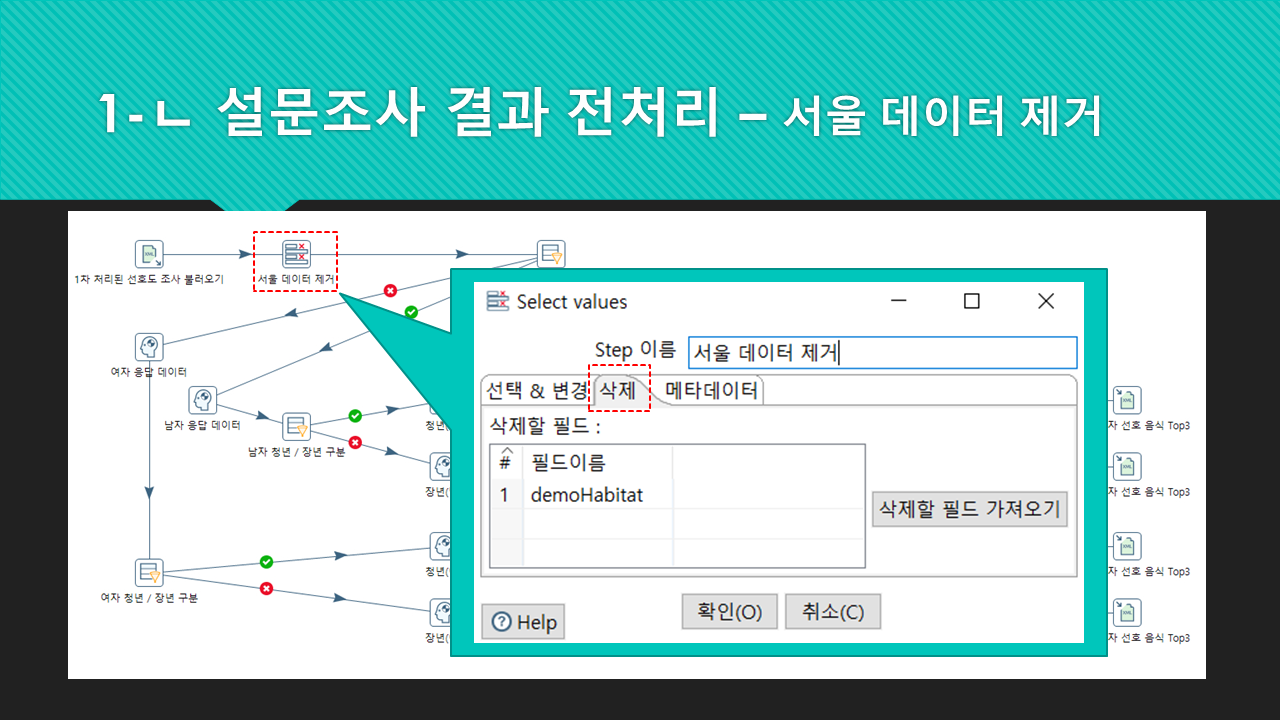 1-ㄴ 설문조사 결과 전처리 – 서울 데이터 제거
1차 처리된 선호도 조사 불러오기
서울 데이터 제거
여자 응답 데이터
남자 응답 데이터
남자 청년 / 장년 구분
여자 청년 / 장년 구분
청년(
장년(
청년(
장년(
Select values
Step 이름
서울 데이터 제거
선택 & 변경
삭제
메타데이터
삭제할 필드 :
# 필드이름
1 demoHabitat
삭제할 필드 가져오기
Help
확인(O)
취소(C)
자 선호 음식 Top3
자 선호 음식 Top3
자 선호 음식 Top3
자 선호 음식 Top3